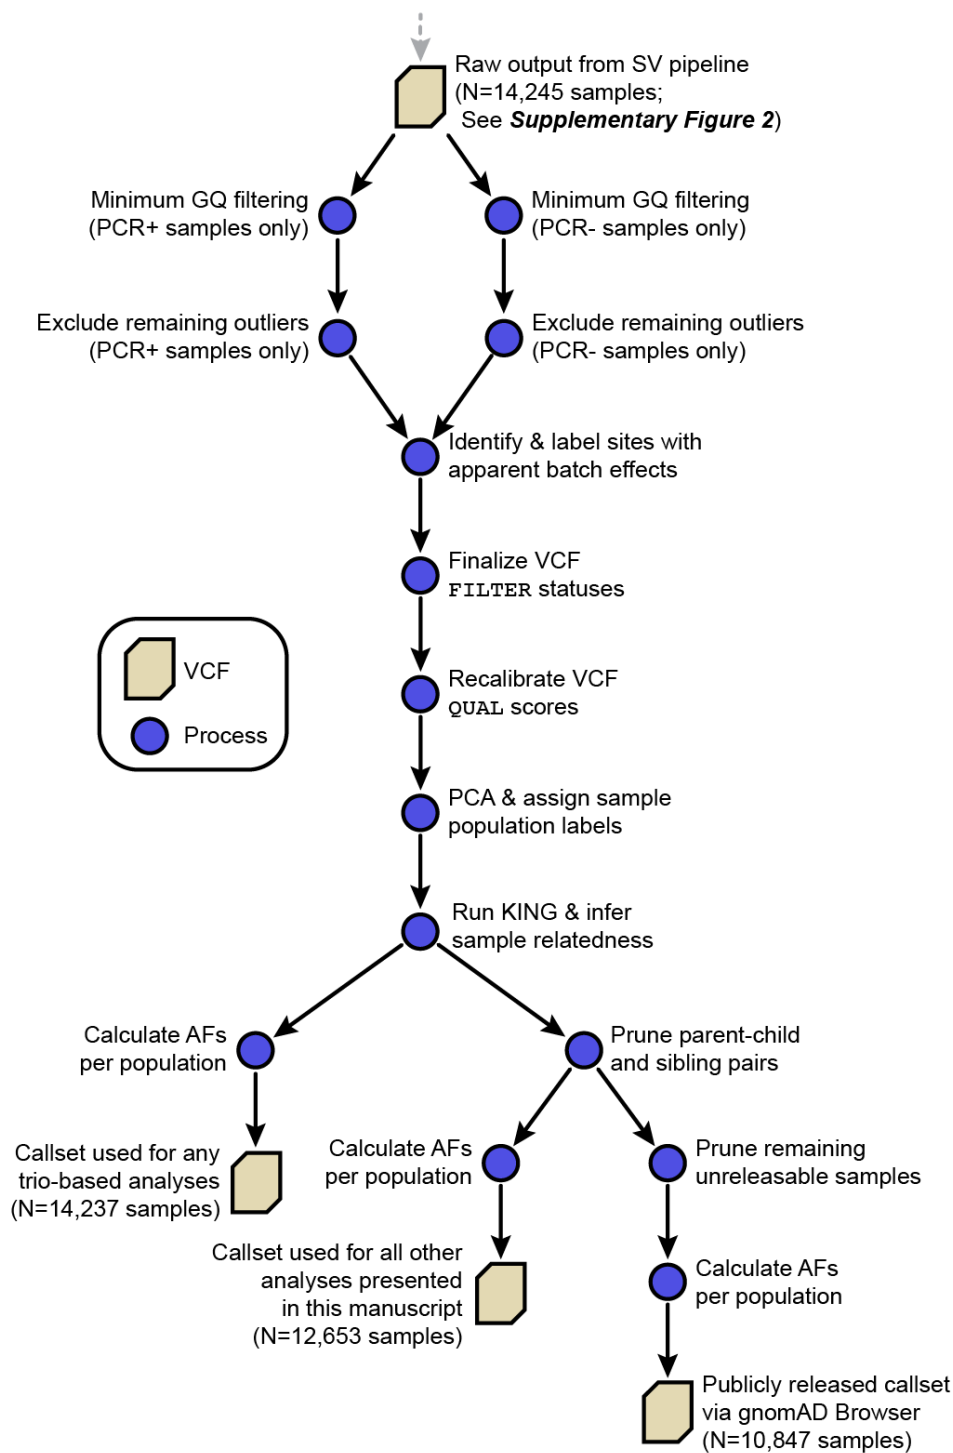 Raw output from SV pipeline
(N=14,245 samples;
See Supplementary Figure 2)
Minimum GQ filtering
(PCR+ samples only)
Minimum GQ filtering
(PCR- samples only)
Exclude remaining outliers
(PCR+ samples only)
Exclude remaining outliers
(PCR- samples only)
Identify & label sites with
apparent batch effects
Finalize VCF
FILTER statuses
VCF
Process
Recalibrate VCF
QUAL scores
PCA & assign sample
population labels
Run KING & infer
sample relatedness
Calculate AFs
per population
Prune parent-child
and sibling pairs
Callset used for any
trio-based analyses
(N=14,237 samples)
Calculate AFs
per population
Prune remaining
unreleasable samples
Callset used for all other
analyses presented
in this manuscript
(N=12,653 samples)
Calculate AFs
per population
Publicly released callset
via gnomAD Browser
(N=10,847 samples)